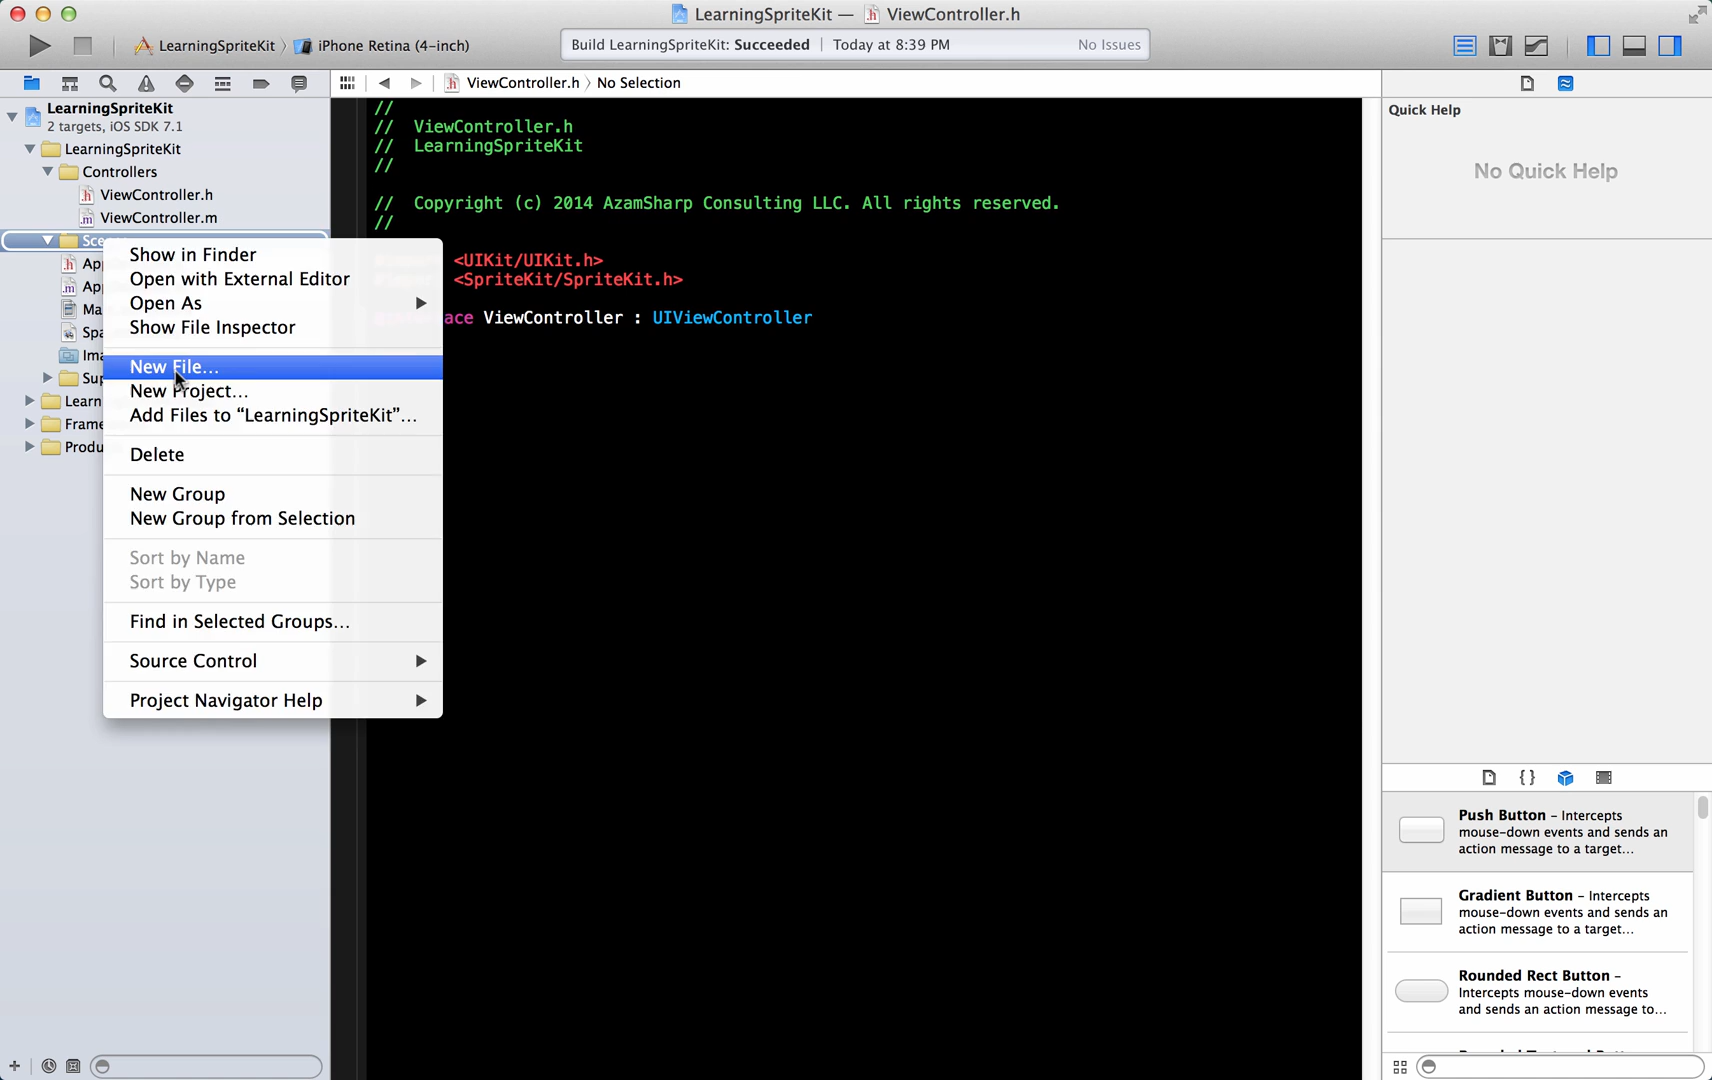 LearningSpriteKit — ViewController.h
LearningSpriteKit iPhone Retina (4-inch)
Build LearningSpriteKit: Succeeded Today at 8:39 PM No Issues
ViewController.h No Selection
LearningSpriteKit
2 targets, iOS SDK 7.1
LearningSpriteKit
Controllers
ViewController.h
ViewController.m
Show in Finder
Open with External Editor
Open As
Show File Inspector
New File...
New Project...
Add Files to “LearningSpriteKit”...
Delete
New Group
New Group from Selection
Sort by Name
Sort by Type
Find in Selected Groups...
Source Control
Project Navigator Help
//
// ViewController.h
// LearningSpriteKit
//
// Copyright (c) 2014 AzamSharp Consulting LLC. All rights reserved.
//
<UIKit/UIKit.h>
<SpriteKit/SpriteKit.h>
ViewController : UIViewController
Quick Help
No Quick Help
{}
Push Button – Intercepts
mouse-down events and sends an
action message to a target...
Gradient Button – Intercepts
mouse-down events and sends an
action message to a target...
Rounded Rect Button –
Intercepts mouse-down events
and sends an action message to...